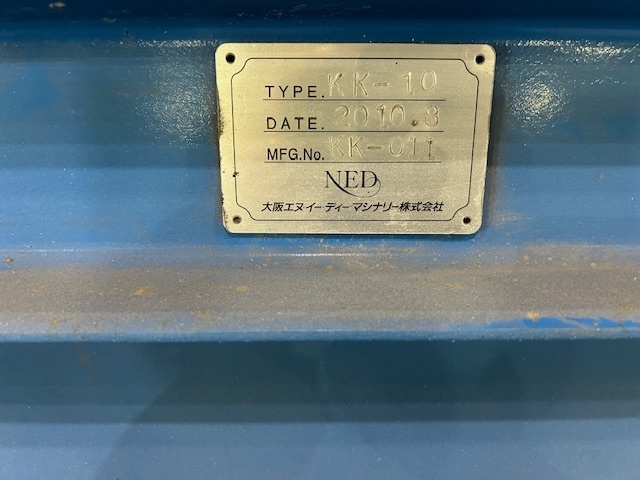 TYPE. KK-10
DATE. 2010.8
MFG.No. KK-011
NED
大阪エヌイーディーマシナリー株式会社